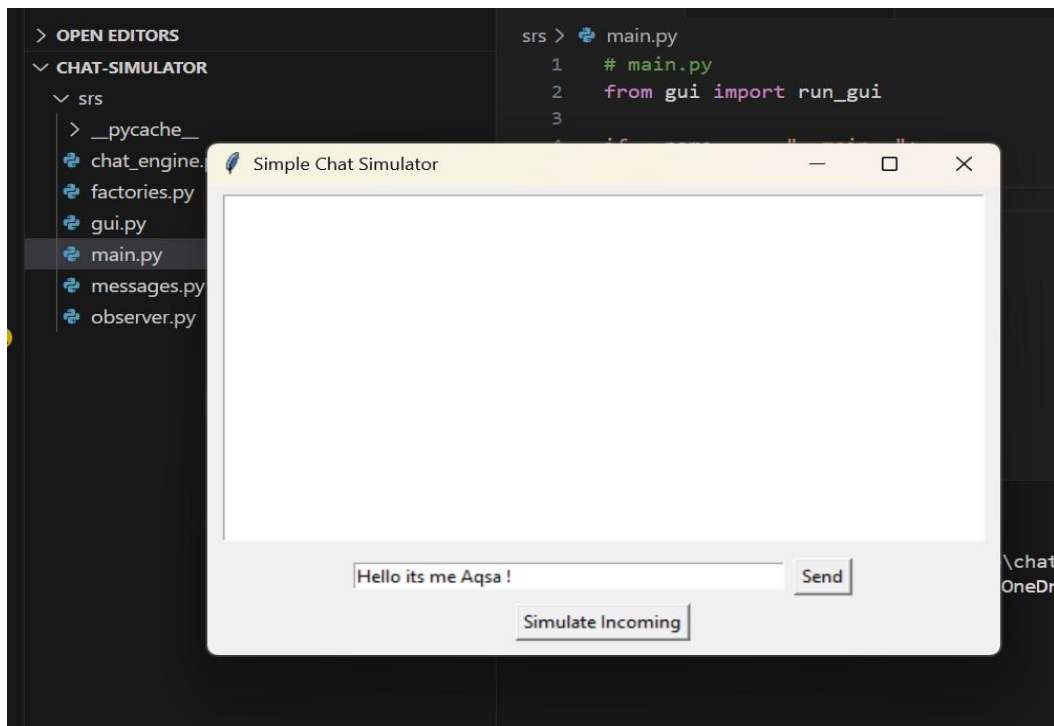 OPEN EDITORS
CHAT-SIMULATOR
srs
__pycache__
chat_engine.
factories.py
gui.py
main.py
messages.py
observer.py
srs > main.py
1 # main.py
2 from gui import run_gui
3
Simple Chat Simulator
Hello its me Aqsa !
Send
Simulate Incoming
\chat
OneDr